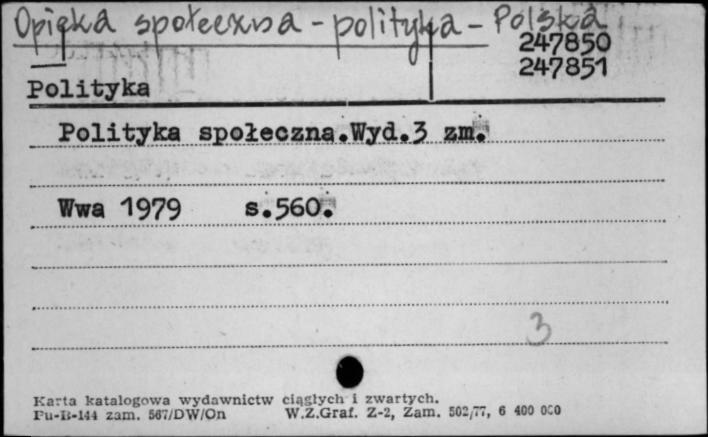 Opieka społeczna - polityka - Polska
247850
247851
Polityka
Polityka społeczna.Wyd.3 zm.
Wwa 1979 s.560.
3
Karta katalogowa wydawnictw ciągłych i zwartych.
Pu-B-144 zam. 567/DW/On W.Z.Graf. Z-2, Zam. 502/77, 6 400 000